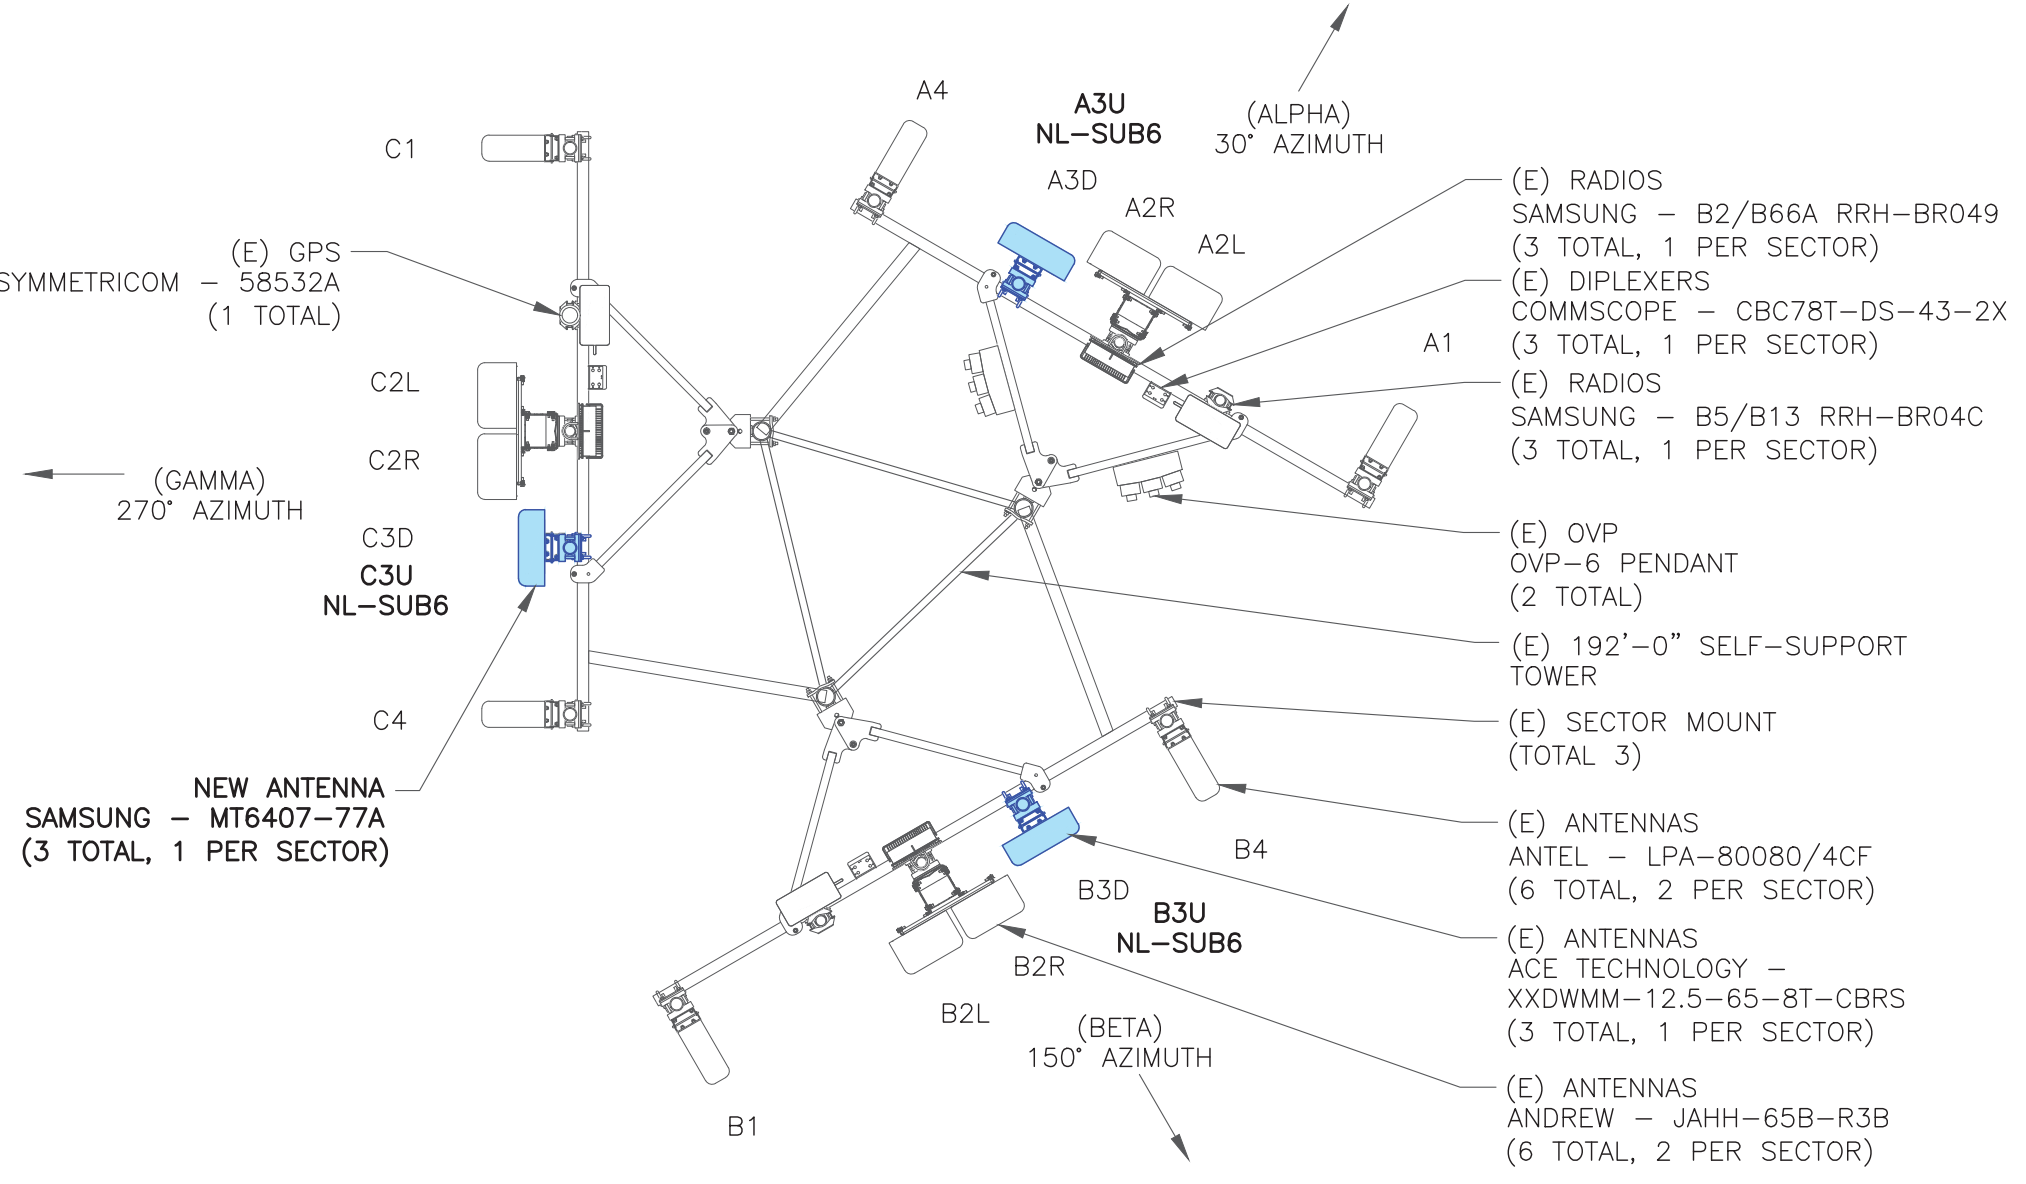 A4
A3U
NL-SUB6
(ALPHA)
30° AZIMUTH
C1
A3D
A2R
A2L
(E) RADIOS
SAMSUNG - B2/B66A RRH-BR049
(3 TOTAL, 1 PER SECTOR)
(E) GPS
SYMMETRICOM - 58532A
(1 TOTAL)
(E) DIPLEXERS
COMMSCOPE - CBC78T-DS-43-2X
(3 TOTAL, 1 PER SECTOR)
A1
(E) RADIOS
SAMSUNG - B5/B13 RRH-BR04C
(3 TOTAL, 1 PER SECTOR)
C2L
C2R
(GAMMA)
270° AZIMUTH
C3D
C3U
NL-SUB6
(E) OVP
OVP-6 PENDANT
(2 TOTAL)
(E) 192'-0" SELF-SUPPORT
TOWER
C4
(E) SECTOR MOUNT
(TOTAL 3)
NEW ANTENNA
SAMSUNG - MT6407-77A
(3 TOTAL, 1 PER SECTOR)
(E) ANTENNAS
ANTEL - LPA-80080/4CF
(6 TOTAL, 2 PER SECTOR)
B4
B3D
B3U
NL-SUB6
(E) ANTENNAS
ACE TECHNOLOGY -
XXDWMM-12.5-65-8T-CBRS
(3 TOTAL, 1 PER SECTOR)
B2R
B2L
(BETA)
150° AZIMUTH
(E) ANTENNAS
ANDREW - JAHH-65B-R3B
(6 TOTAL, 2 PER SECTOR)
B1